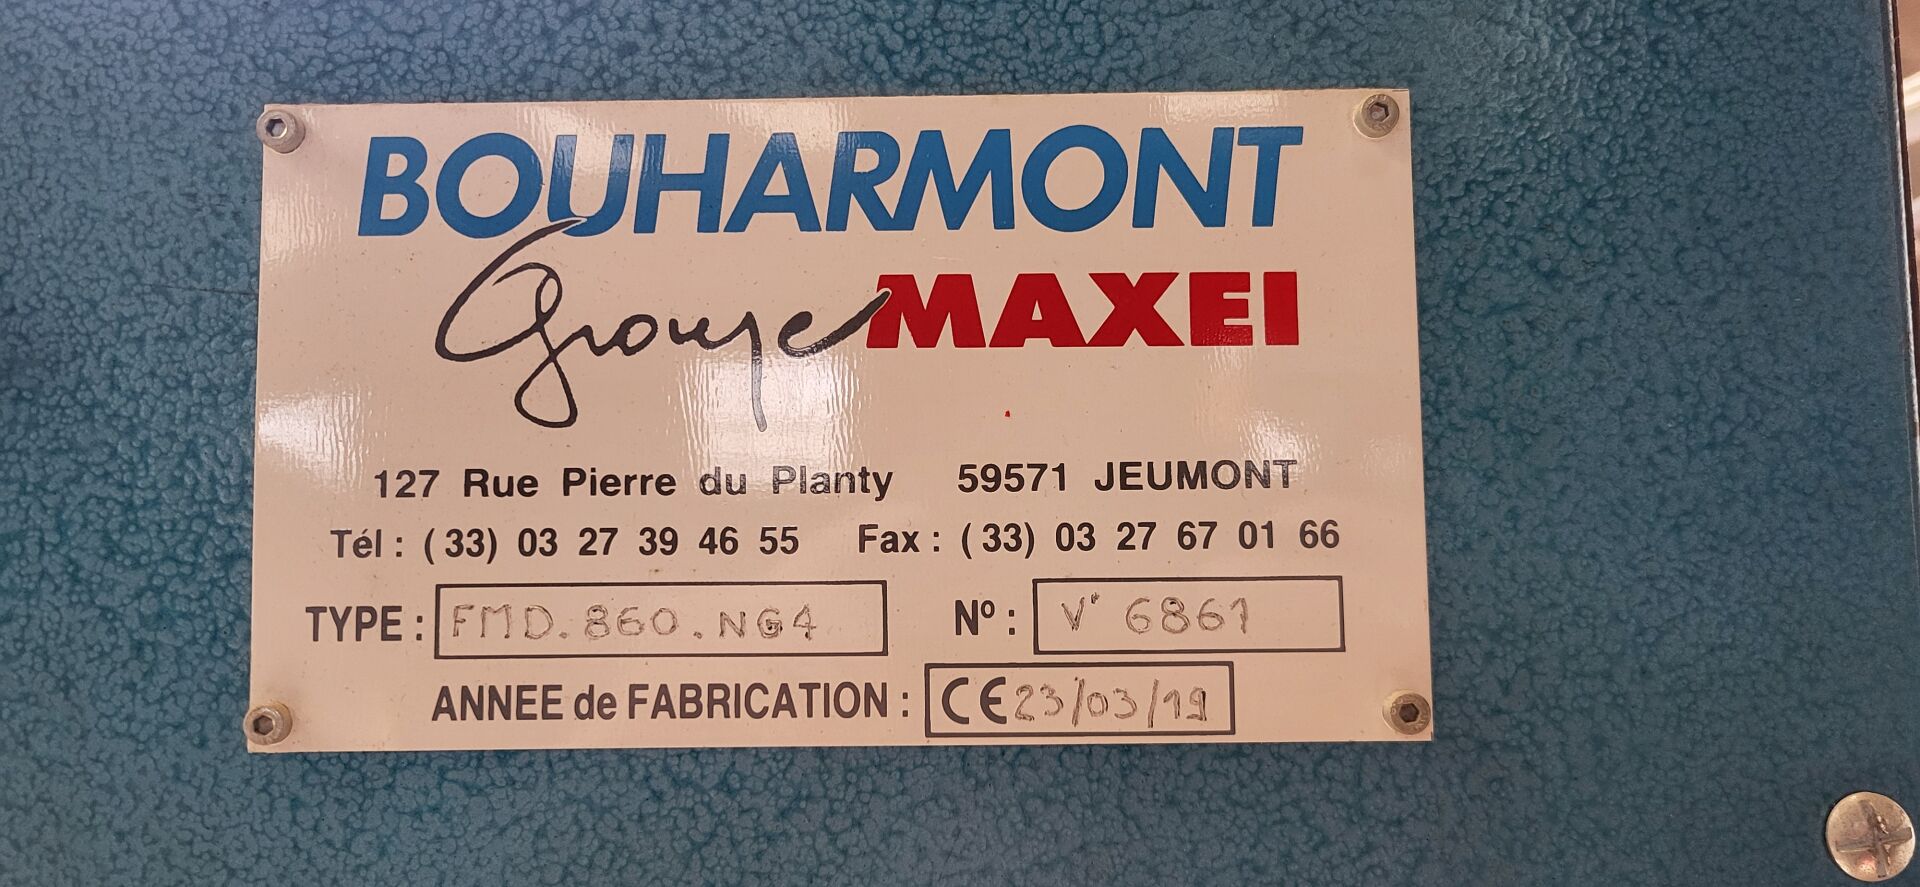 BOUHARMONT
Groupe MAXEI
127 Rue Pierre du Planty 59571 JEUMONT
Tél : (33) 03 27 39 46 55 Fax : (33) 03 27 67 01 66
TYPE : FMD.860.NG4 Nº : V° 6861
ANNEE de FABRICATION : CE 23/03/19